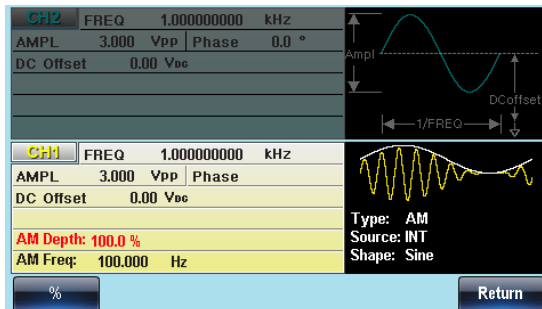 CH2 FREQ 1.000000000 kHz
AMPL 3.000 Vpp Phase 0.0 °
DC Offset 0.00 VDC
Ampl
DCoffset
1/FREQ
CH1 FREQ 1.000000000 kHz
AMPL 3.000 Vpp Phase
DC Offset 0.00 VDC
AM Depth: 100.0 %
AM Freq: 100.000 Hz
Type: AM
Source: INT
Shape: Sine
% Return